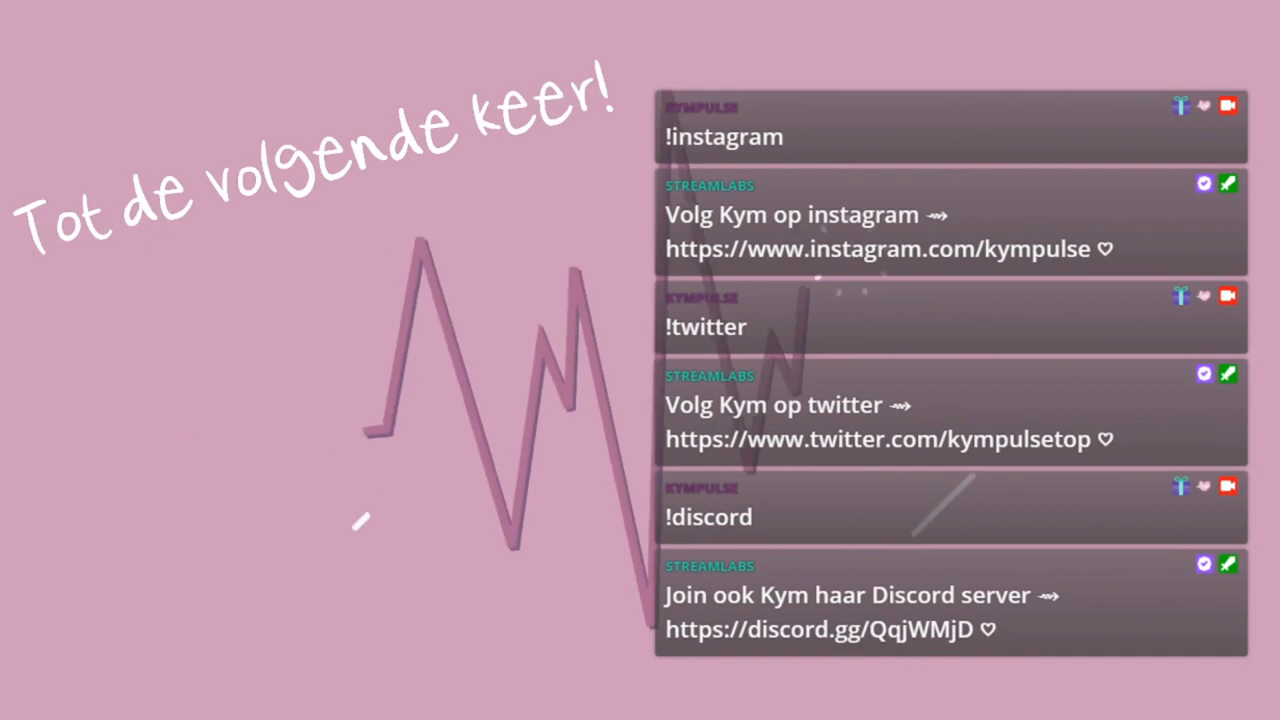 Tot de volgende keer!
KYMPULSE
!instagram
STREAMLABS
Volg Kym op instagram ⇝
https://www.instagram.com/kympulse ♡
KYMPULSE
!twitter
STREAMLABS
Volg Kym op twitter ⇝
https://www.twitter.com/kympulsetop ♡
KYMPULSE
!discord
STREAMLABS
Join ook Kym haar Discord server ⇝
https://discord.gg/QqjWMjD ♡